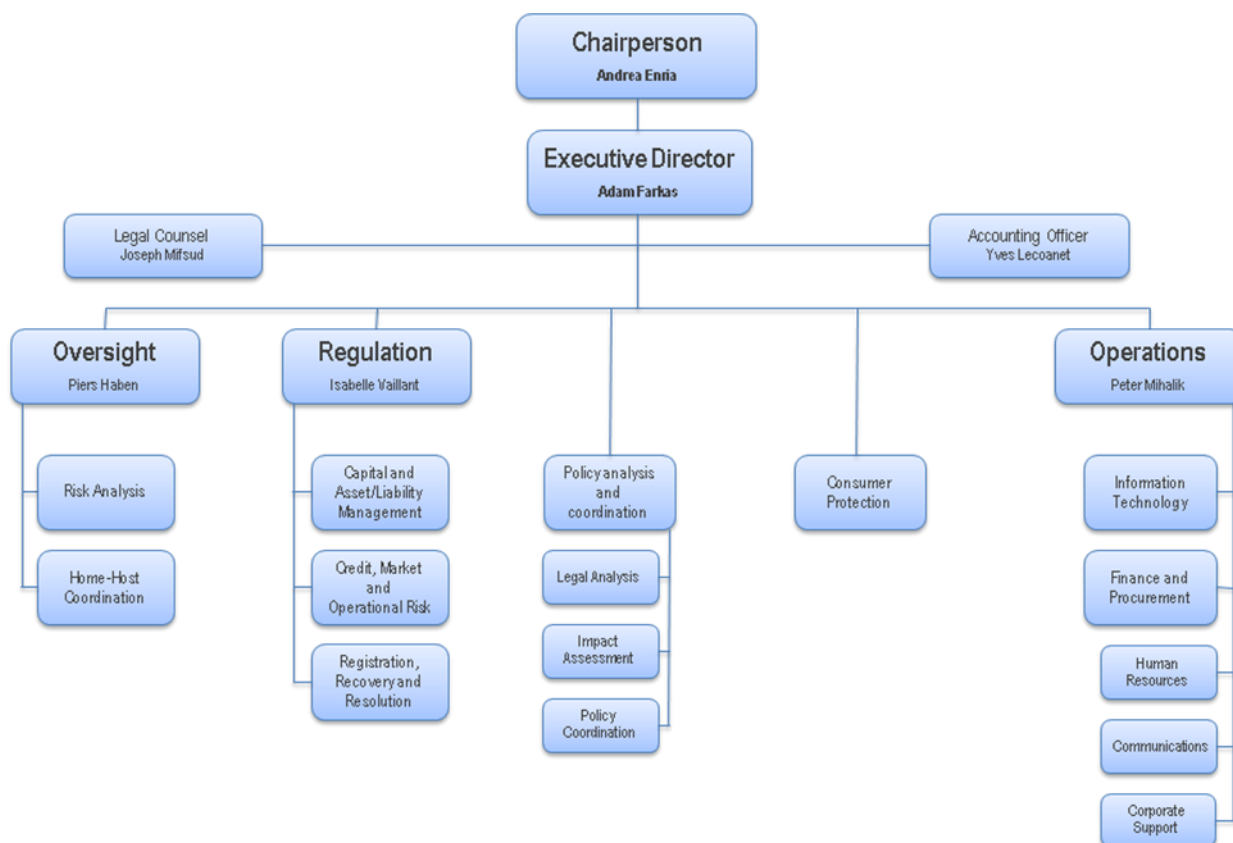 Chairperson
Andrea Enria
Executive Director
Adam Farkas
Legal Counsel
Joseph Mifsud
Accounting Officer
Yves Lecoanet
Oversight
Piers Haben
Regulation
Isabelle Vaillant
Operations
Peter Mihalik
Risk Analysis
Home-Host
Coordination
Capital and
Asset/Liability
Management
Credit, Market
and
Operational Risk
Registration,
Recovery and
Resolution
Policy analysis
and
coordination
Legal Analysis
Impact
Assessment
Policy
Coordination
Consumer
Protection
Information
Technology
Finance and
Procurement
Human
Resources
Communications
Corporate
Support